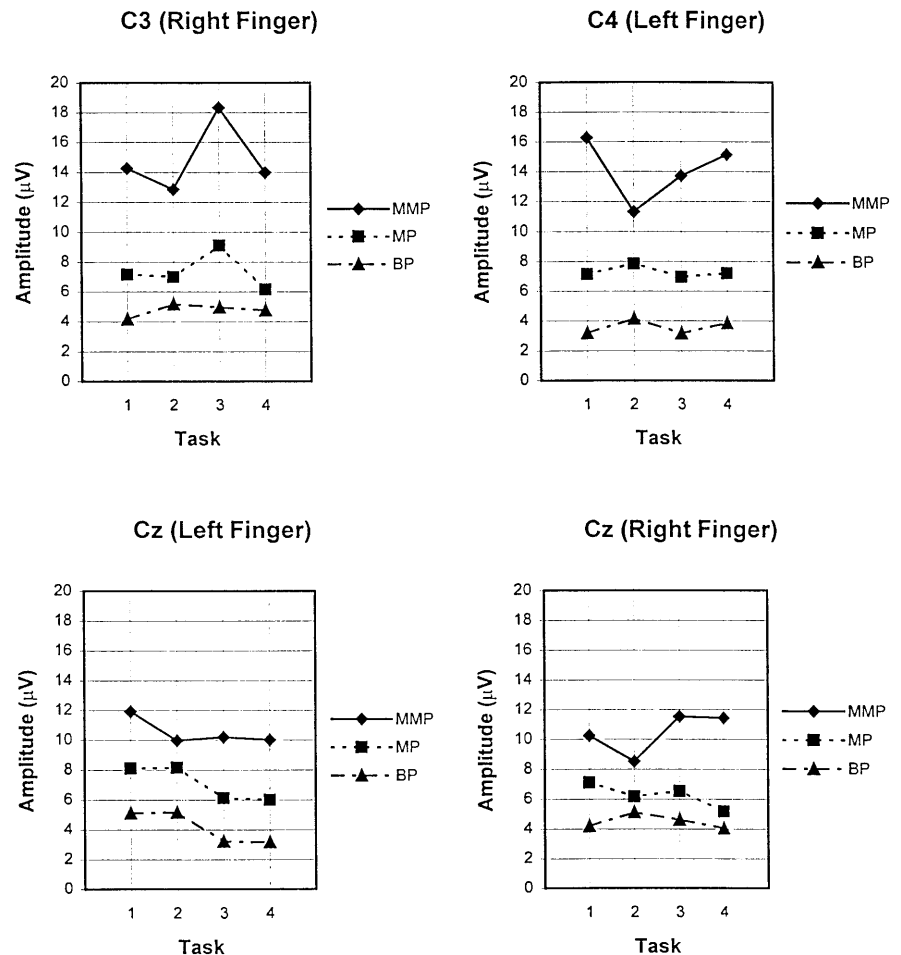 C3 (Right Finger)
20
18
16
14
12
10
8
6
4
2
0
Amplitude (µV)
1 2 3 4
Task
MMP
MP
BP
C4 (Left Finger)
20
18
16
14
12
10
8
6
4
2
0
Amplitude (µV)
1 2 3 4
Task
MMP
MP
BP
Cz (Left Finger)
20
18
16
14
12
10
8
6
4
2
0
Amplitude (µV)
1 2 3 4
Task
MMP
MP
BP
Cz (Right Finger)
20
18
16
14
12
10
8
6
4
2
0
Amplitude (µV)
1 2 3 4
Task
MMP
MP
BP